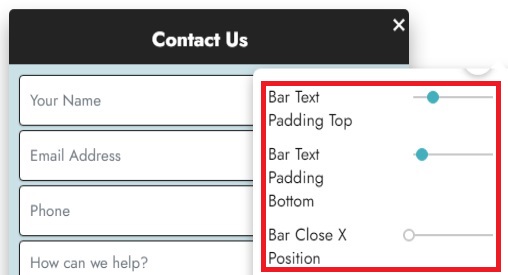 Contact Us
×
Your Name
Email Address
Phone
How can we help?
Bar Text
Padding Top
Bar Text
Padding
Bottom
Bar Close X
Position